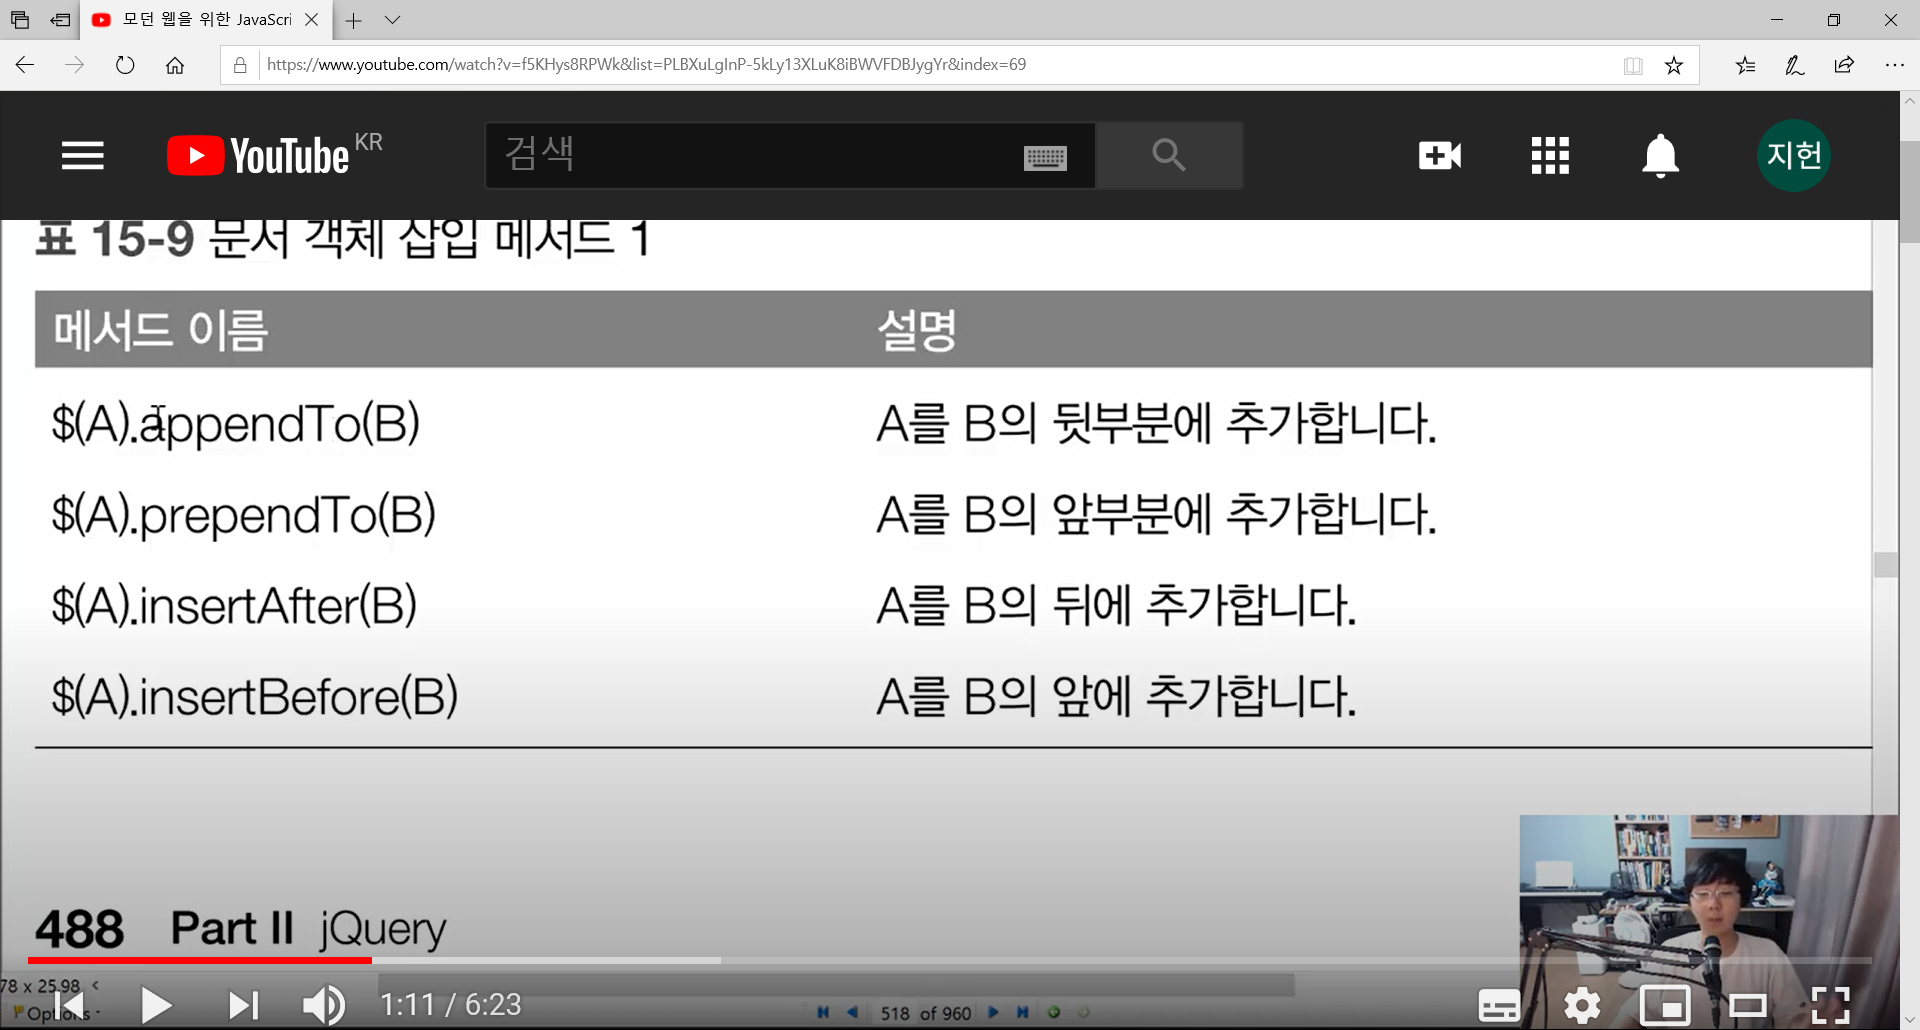 모던 웹을 위한 JavaScri
https://www.youtube.com/watch?v=f5KHys8RPWk&list=PLBXuLgInP-5kLy13XLuK8iBWVFDBJygYr&index=69
YouTube KR
검색
지헌
표 15-9 문서 객체 삽입 메서드 1
메서드 이름 설명
$(A).appendTo(B) A를 B의 뒷부분에 추가합니다.
$(A).prependTo(B) A를 B의 앞부분에 추가합니다.
$(A).insertAfter(B) A를 B의 뒤에 추가합니다.
$(A).insertBefore(B) A를 B의 앞에 추가합니다.
488 Part II jQuery
78 x 25.98
Options
1:11 / 6:23
518 of 960